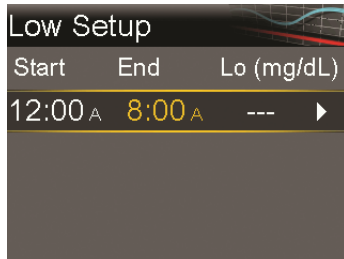 Low Setup
Start End Lo (mg/dL)
12:00 A 8:00 A ---